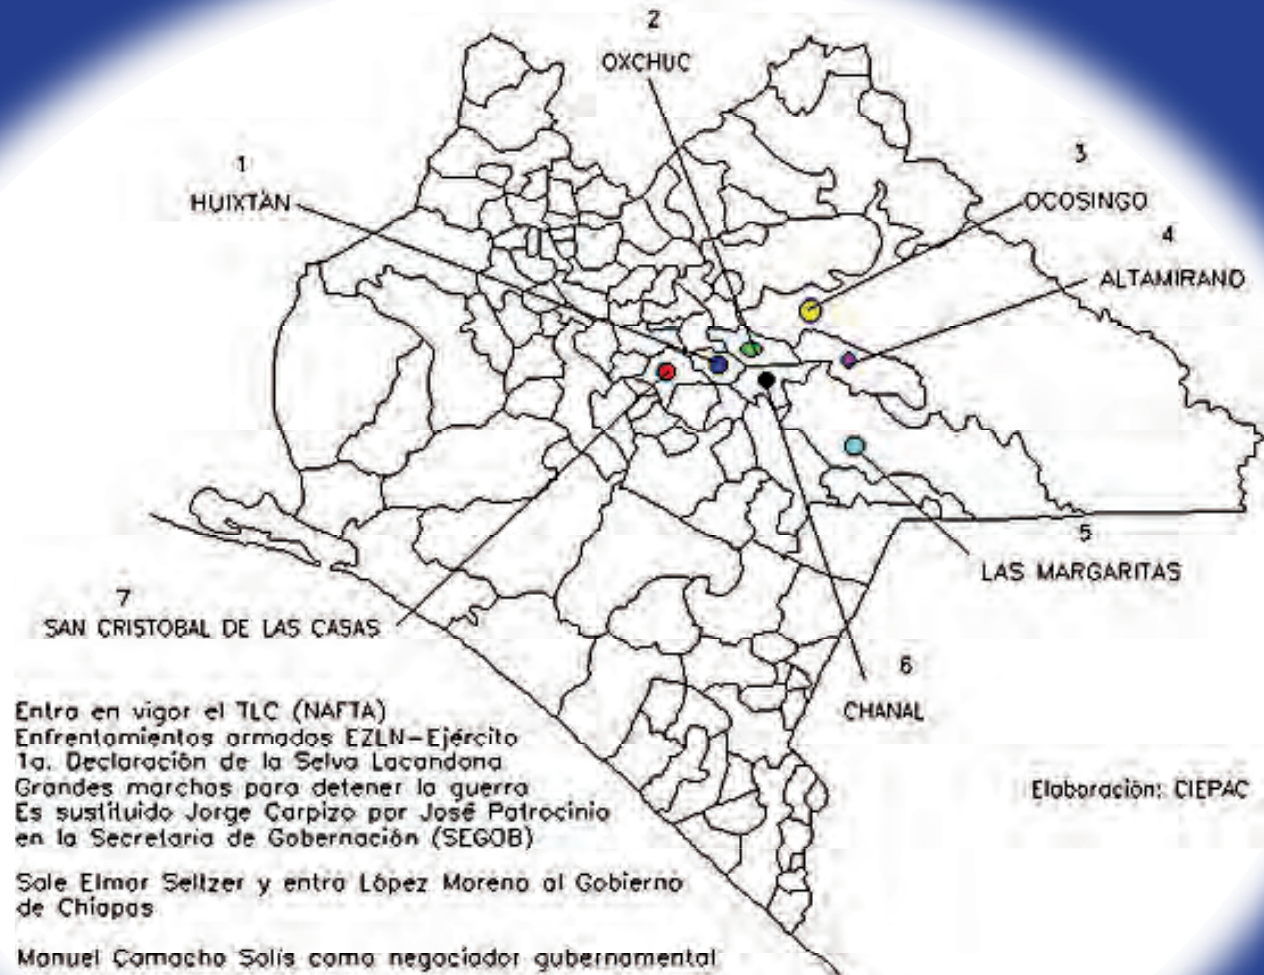 2
OXCHUC
1
HUIXTÀN
3
OCOSINGO
4
ALTAMIRANO
5
LAS MARGARITAS
7
SAN CRISTOBAL DE LAS CASAS
6
CHANAL
Entra en vigor el TLC (NAFTA)
Enfrentamientos armados EZLN-Ejército
1a. Declaración de la Selva Lacandona
Grandes marchas para detener la guerra
Es sustituido Jorge Carpizo por José Patrocinio
en la Secretaria de Gobernación (SEGOB)
Elaboración: CIEPAC
Sale Elmar Seltzer y entra López Moreno al Gobierno
de Chiapas
Manuel Camacho Solís como negociador gubernamental